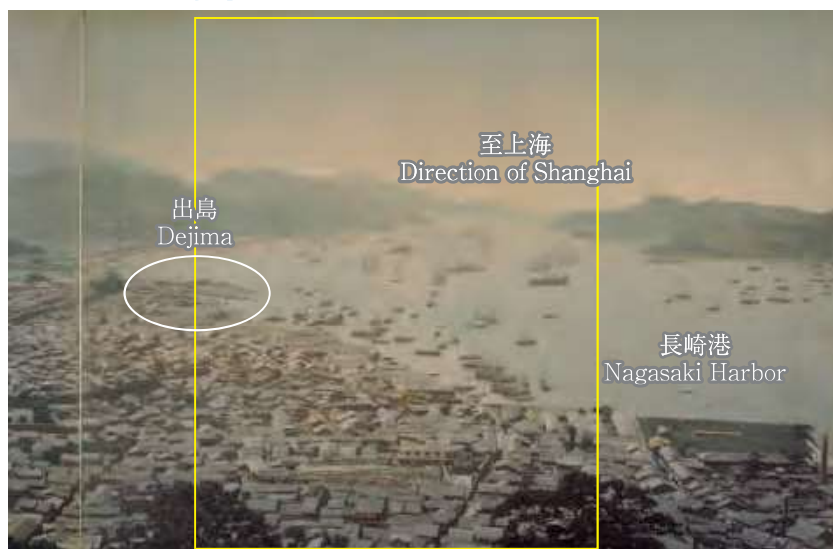 至上海
Direction of Shanghai
出島
Dejima
長崎港
Nagasaki Harbor